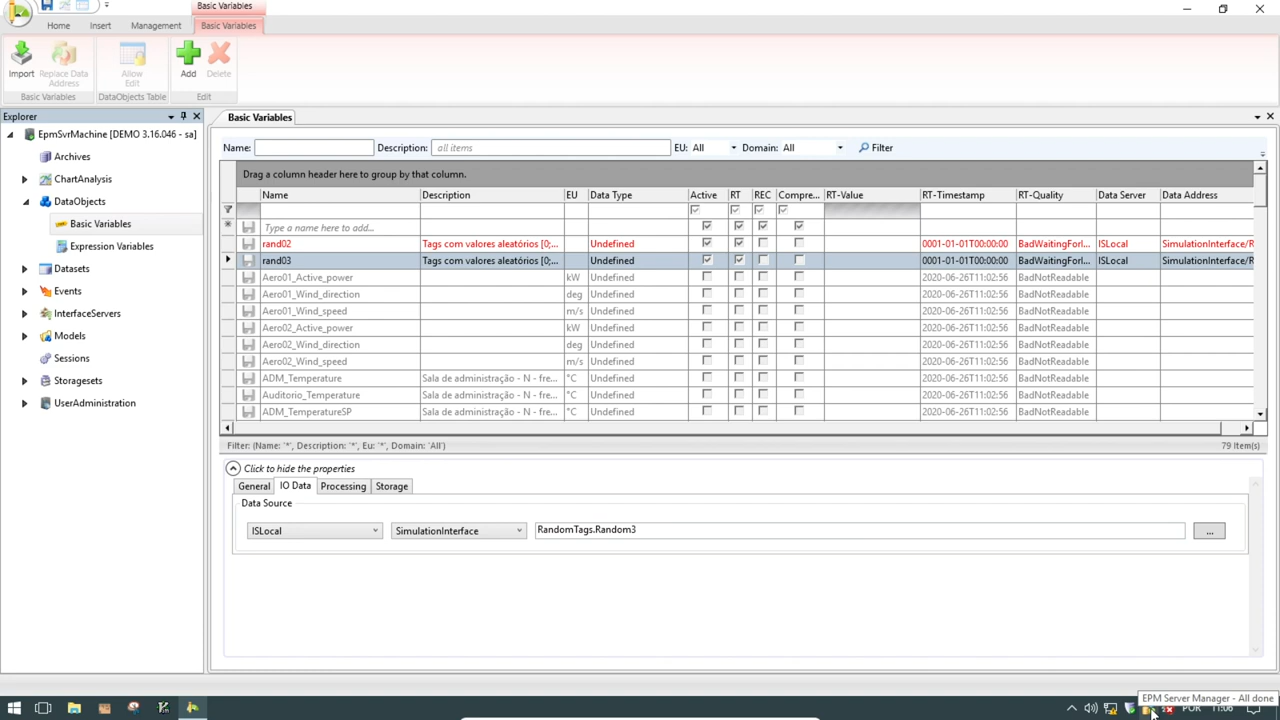 Basic Variables
Home Insert Management Basic Variables
Import Replace Data Address Allow Edit Add Delete
Basic Variables DataObjects Table Edit
Explorer
EpmSvrMachine [DEMO 3.16.046 - sa]
Archives
ChartAnalysis
DataObjects
Basic Variables
Expression Variables
Datasets
Events
InterfaceServers
Models
Sessions
Storagesets
UserAdministration
Basic Variables
Name: Description: all items EU: All Domain: All Filter
Drag a column header here to group by that column.
Name Description EU Data Type Active RT REC Compre... RT-Value RT-Timestamp RT-Quality Data Server Data Address
Type a name here to add...
rand02 Tags com valores aleatórios [0;... Undefined 0001-01-01T00:00:00 BadWaitingForI... ISLocal SimulationInterface/R
rand03 Tags com valores aleatórios [0;... Undefined 0001-01-01T00:00:00 BadWaitingForI... ISLocal SimulationInterface/R
Aero01_Active_power kW Undefined 2020-06-26T11:02:56 BadNotReadable
Aero01_Wind_direction deg Undefined 2020-06-26T11:02:56 BadNotReadable
Aero01_Wind_speed m/s Undefined 2020-06-26T11:02:56 BadNotReadable
Aero02_Active_power kW Undefined 2020-06-26T11:02:56 BadNotReadable
Aero02_Wind_direction deg Undefined 2020-06-26T11:02:56 BadNotReadable
Aero02_Wind_speed m/s Undefined 2020-06-26T11:02:56 BadNotReadable
ADM_Temperature Sala de administração - N - fre... °C Undefined 2020-06-26T11:02:56 BadNotReadable
Auditorio_Temperature Sala de administração - N - fre... °C Undefined 2020-06-26T11:02:56 BadNotReadable
ADM_TemperatureSP Sala de administração - N - fre... °C Undefined 2020-06-26T11:02:56 BadNotReadable
Filter: (Name: '*', Description: '*', Eu: '*', Domain: 'All') 79 Item(s)
Click to hide the properties
General IO Data Processing Storage
Data Source
ISLocal SimulationInterface RandomTags.Random3 ...
EPM Server Manager - All done
POR 11:06